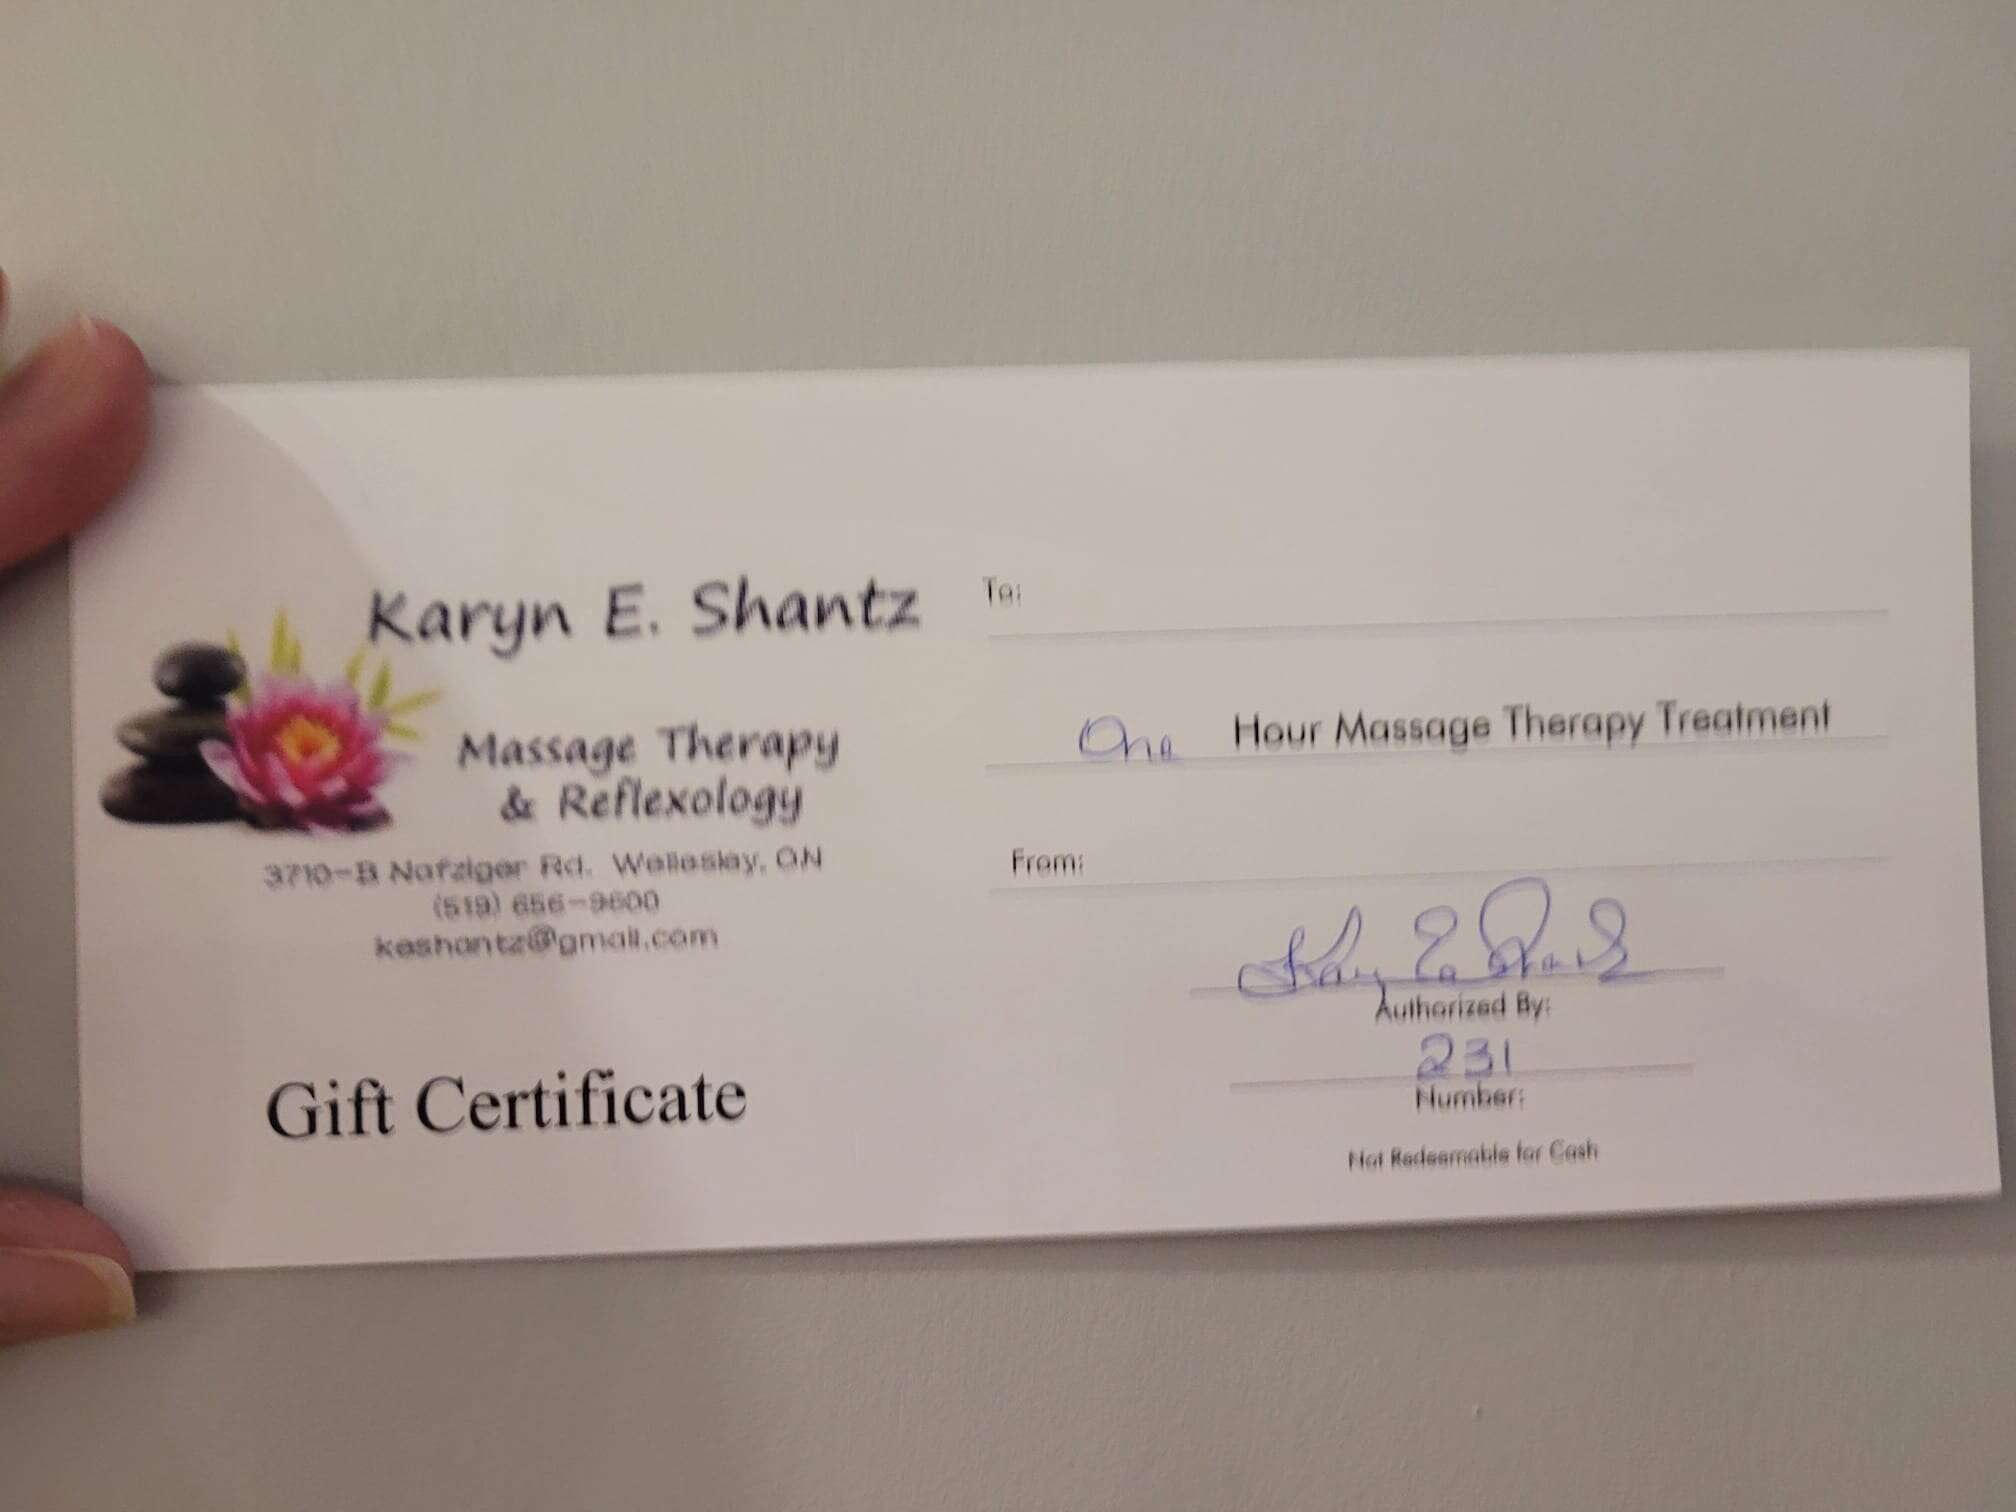 Karyn E. Shantz
Massage Therapy
& Reflexology
3710-B Nafziger Rd. Wellesley, ON
(519) 656-9600
keshantz@gmail.com
Gift Certificate
To:
One Hour Massage Therapy Treatment
From:
Authorized By:
231
Number:
Not Redeemable for Cash